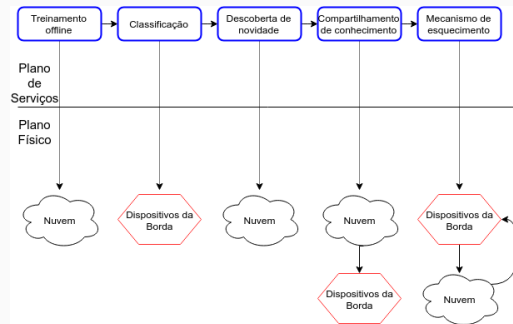 Treinamento
offline
Classificação
Descoberta de
novidade
Compartilhamento
de conhecimento
Mecanismo de
esquecimento
Plano
de
Serviços
Plano
Físico
Nuvem
Dispositivos da
Borda
Nuvem
Nuvem
Dispositivos da
Borda
Dispositivos da
Borda
Nuvem